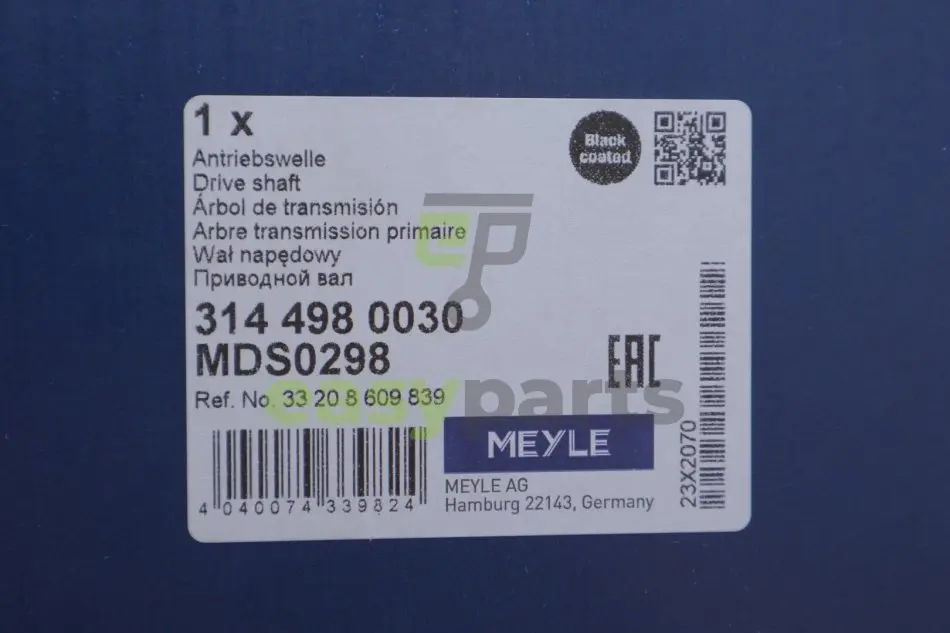 1 x
Black
coated
Antriebswelle
Drive shaft
Árbol de transmisión
Arbre transmission primaire
Wał napędowy
Приводной вал
314 498 0030
MDS0298
EAC
Ref. No. 33 20 8 609 839
easyparts
MEYLE
MEYLE AG
Hamburg 22143, Germany
4 040074 339824
23X2070